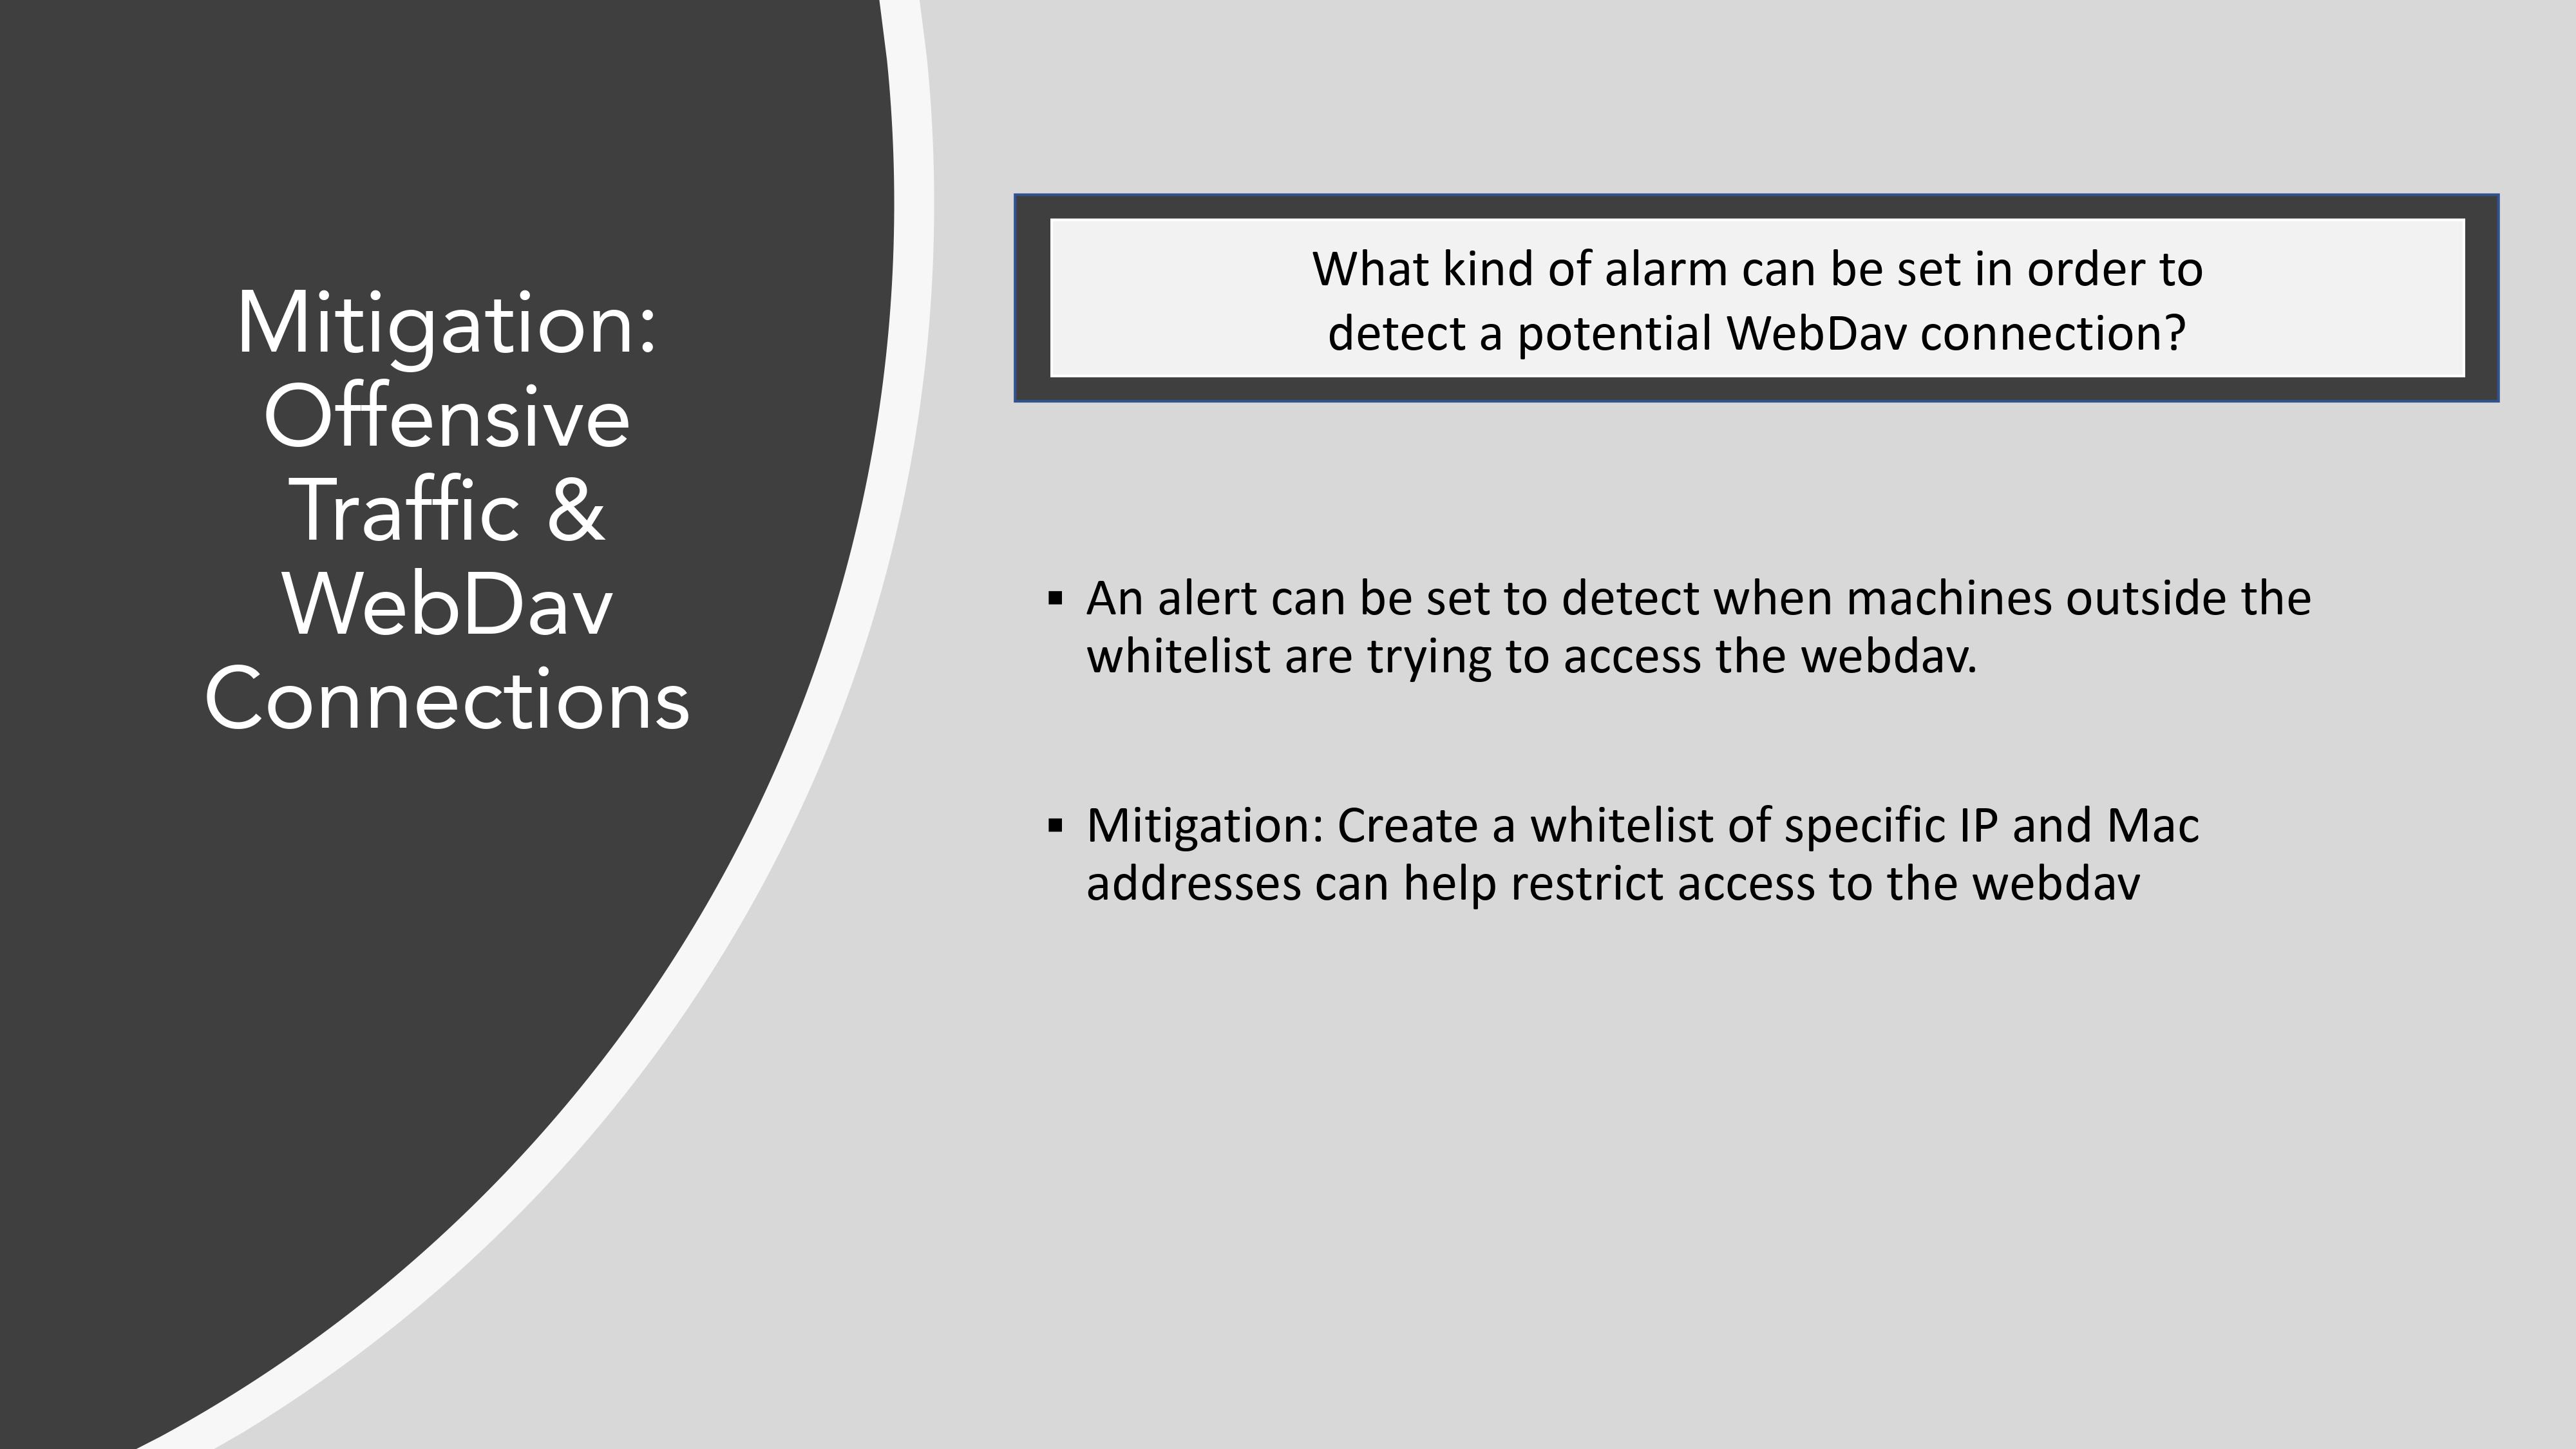 Mitigation:
Offensive
Traffic &
WebDav
Connections
What kind of alarm can be set in order to
detect a potential WebDav connection?
▪ An alert can be set to detect when machines outside the
whitelist are trying to access the webdav.
▪ Mitigation: Create a whitelist of specific IP and Mac
addresses can help restrict access to the webdav